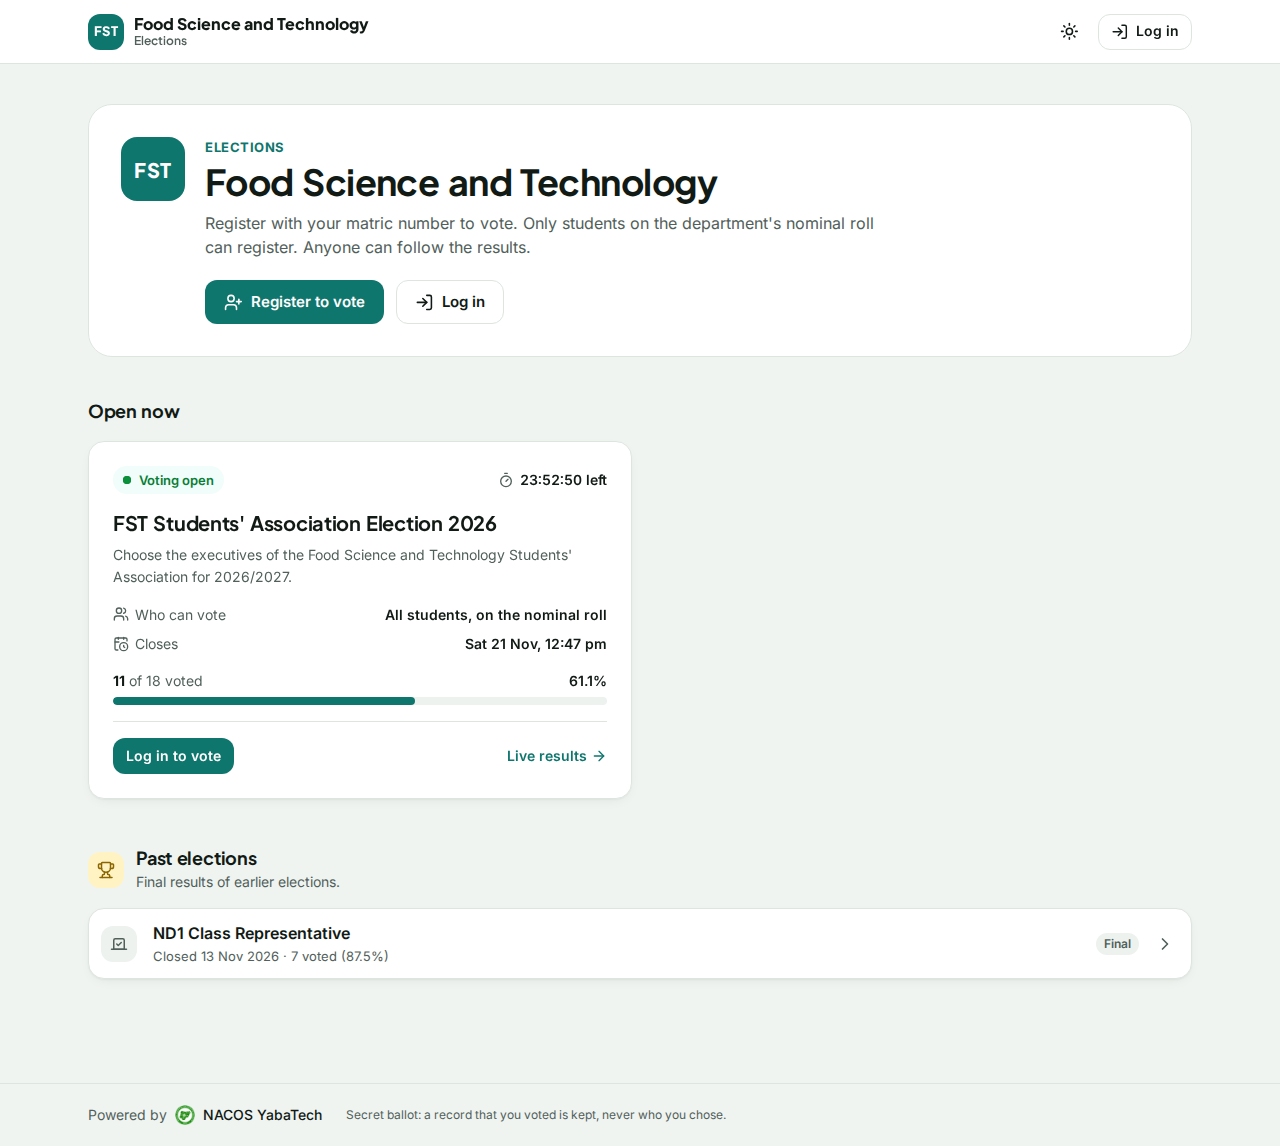 FST
Food Science and Technology
Elections
Log in
FST
ELECTIONS
Food Science and Technology
Register with your matric number to vote. Only students on the department's nominal roll
can register. Anyone can follow the results.
Register to vote
Log in
Open now
Voting open
23:52:50 left
FST Students' Association Election 2026
Choose the executives of the Food Science and Technology Students'
Association for 2026/2027.
Who can vote
All students, on the nominal roll
Closes
Sat 21 Nov, 12:47 pm
11 of 18 voted
61.1%
Log in to vote
Live results
Past elections
Final results of earlier elections.
ND1 Class Representative
Closed 13 Nov 2026 · 7 voted (87.5%)
Final
Powered by
NACOS YabaTech
Secret ballot: a record that you voted is kept, never who you chose.